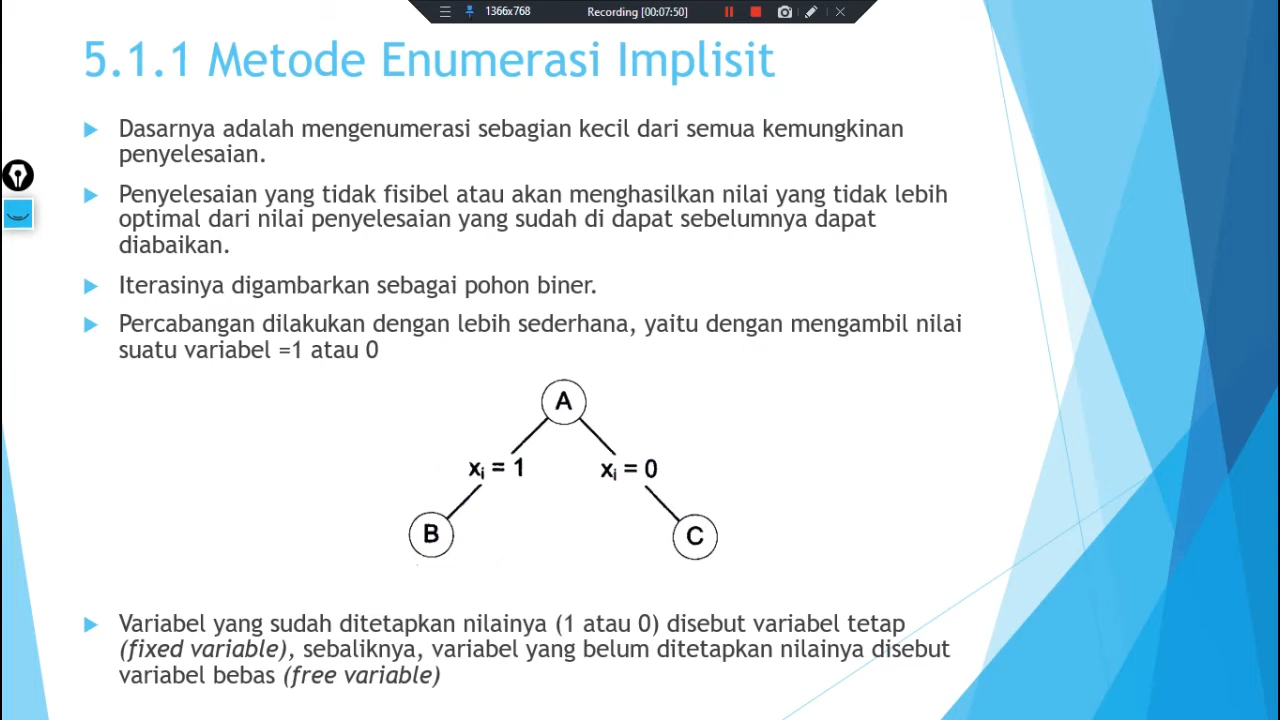 1366x768 Recording [00:07:50]
5.1.1 Metode Enumerasi Implisit
Dasarnya adalah mengenumerasi sebagian kecil dari semua kemungkinan
penyelesaian.
Penyelesaian yang tidak fisibel atau akan menghasilkan nilai yang tidak lebih
optimal dari nilai penyelesaian yang sudah di dapat sebelumnya dapat
diabaikan.
Iterasinya digambarkan sebagai pohon biner.
Percabangan dilakukan dengan lebih sederhana, yaitu dengan mengambil nilai
suatu variabel =1 atau 0
A
xi = 1 xi = 0
B C
Variabel yang sudah ditetapkan nilainya (1 atau 0) disebut variabel tetap
(fixed variable), sebaliknya, variabel yang belum ditetapkan nilainya disebut
variabel bebas (free variable)